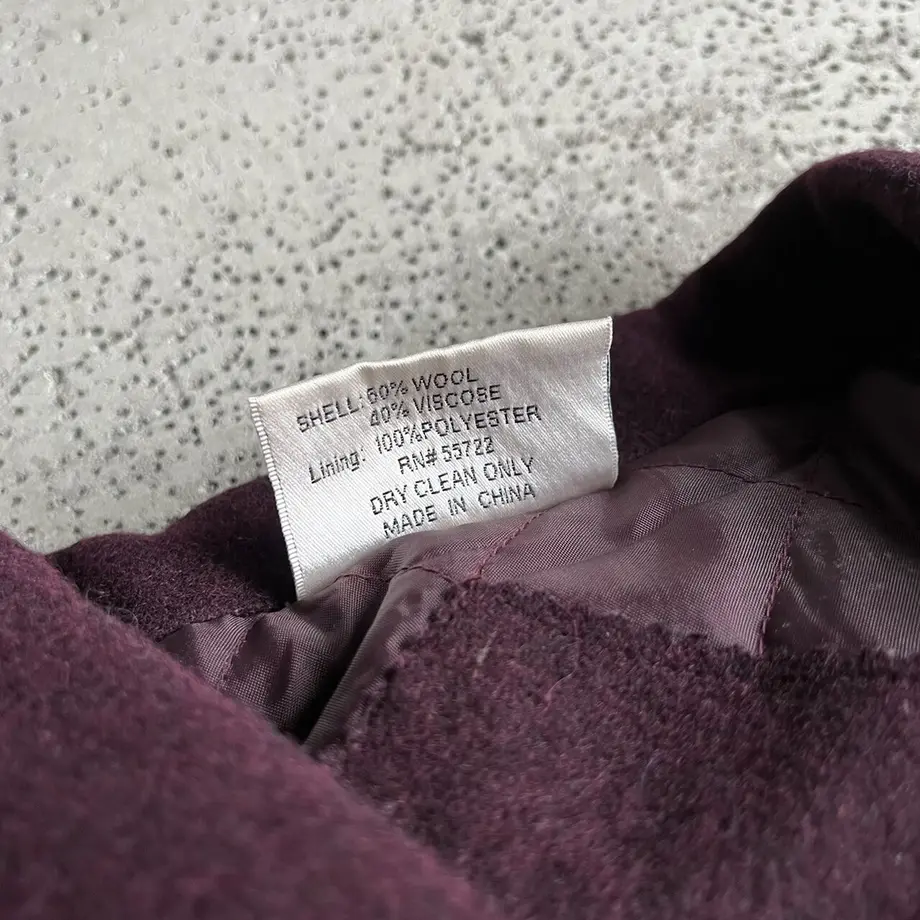 SHELL: 60% WOOL
40% VISCOSE
Lining: 100%POLYESTER
RN# 55722
DRY CLEAN ONLY
MADE IN CHINA